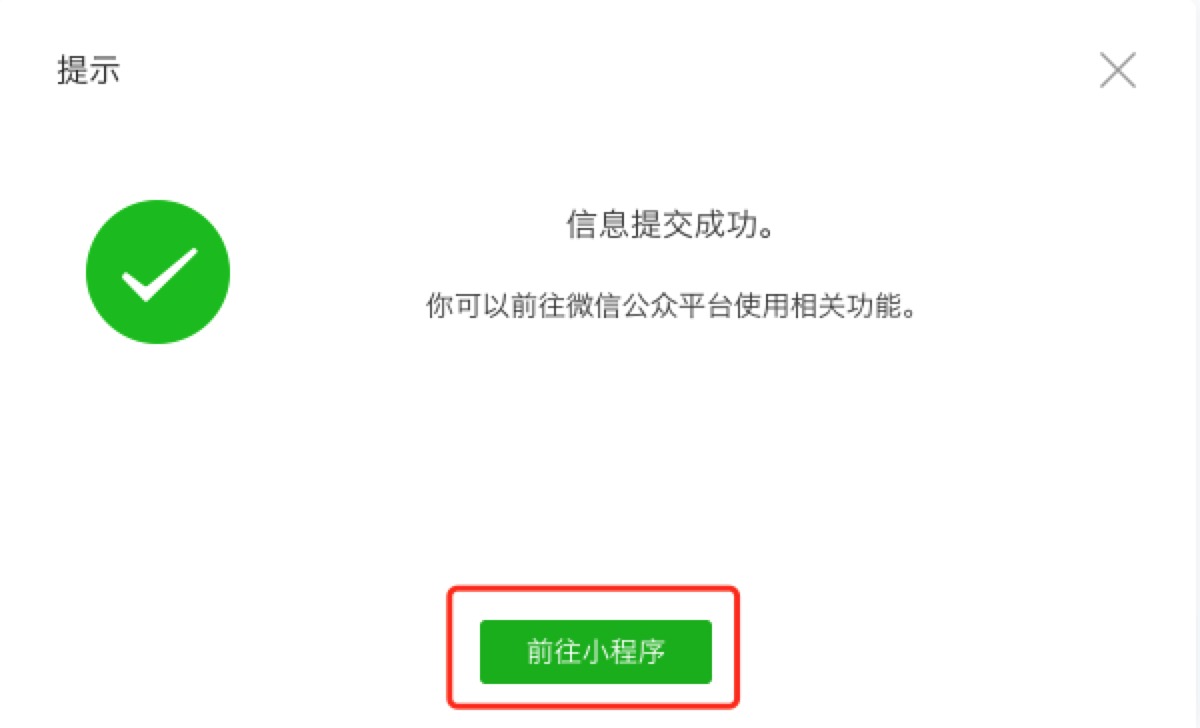 提示
信息提交成功。
你可以前往微信公众平台使用相关功能。
前往小程序